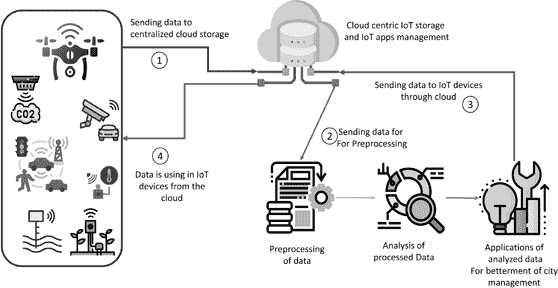 Sending data to
centralized cloud storage
1
Cloud centric IoT storage
and IoT apps management
CO2
Sending data to IoT devices
through cloud
3
4
Data is using in IoT
devices from the
cloud
2
Sending data for
For Preprocessing
Preprocessing
of data
Analysis of
processed Data
Applications of
analyzed data
For betterment of city
management